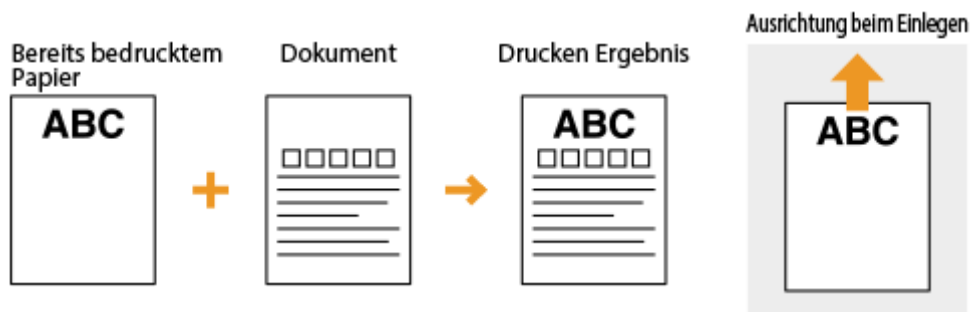 Ausrichtung beim Einlegen
Bereits bedrucktem
Papier
Dokument
Drucken Ergebnis
ABC
ABC
ABC